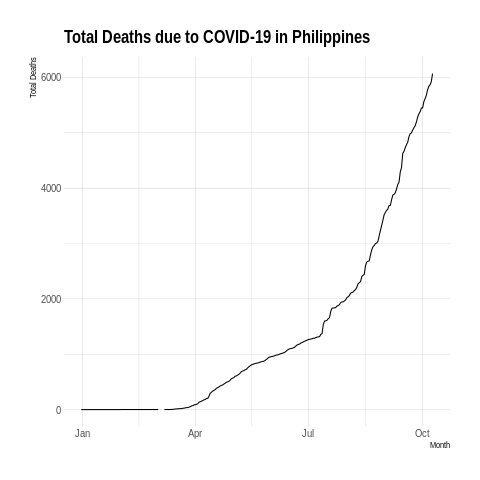 Total Deaths due to COVID-19 in Philippines
Total Deaths
6000
4000
2000
0
Jan Apr Jul Oct
Month